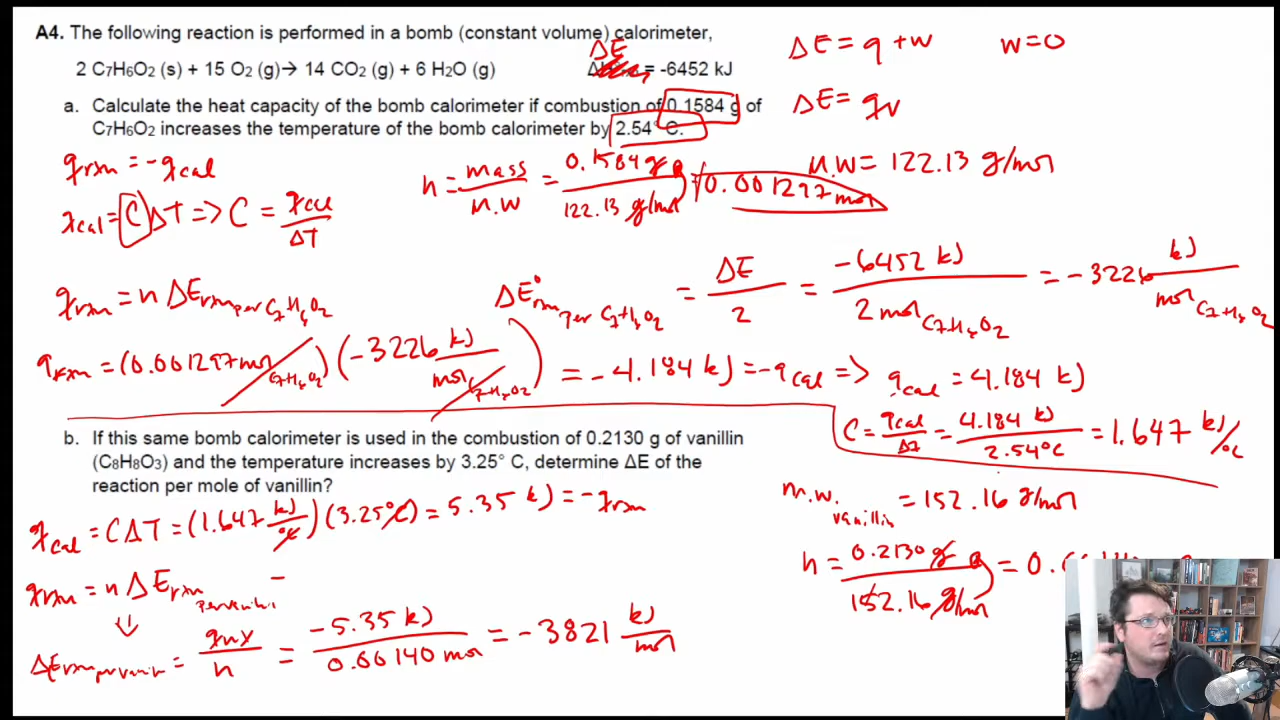 A4. The following reaction is performed in a bomb (constant volume) calorimeter,
ΔE
2 C7H6O2 (s) + 15 O2 (g)→ 14 CO2 (g) + 6 H2O (g) = -6452 kJ
ΔE = q + w w=0
ΔE = qv
a. Calculate the heat capacity of the bomb calorimeter if combustion of 0.1584 g of
C7H6O2 increases the temperature of the bomb calorimeter by 2.54° C.
qrxn = -qcal
n = mass / M.W = 0.1584 g / 122.13 g/mol = 0.001297 mol
M.W = 122.13 g/mol
qcal = CΔT => C = qcal / ΔT
qrxn = n ΔErxn per C7H6O2
ΔE°rxn per C7H6O2 = ΔE / 2 = -6452 kJ / 2 mol C7H6O2 = -3226 kJ / mol C7H6O2
qrxn = (0.001297 mol C7H6O2) (-3226 kJ / mol C7H6O2) = -4.184 kJ = -qcal => qcal = 4.184 kJ
C = qcal / ΔT = 4.184 kJ / 2.54°C = 1.647 kJ/°C
b. If this same bomb calorimeter is used in the combustion of 0.2130 g of vanillin
(C8H8O3) and the temperature increases by 3.25° C, determine ΔE of the
reaction per mole of vanillin?
qcal = CΔT = (1.647 kJ/°C) (3.25°C) = 5.35 kJ = -qrxn
m.w. vanillin = 152.16 g/mol
n = 0.2130 g / 152.16 g/mol =
qrxn = n ΔErxn per vanillin
ΔErxn per vanillin = qrxn / n = -5.35 kJ / 0.00140 mol = -3821 kJ / mol